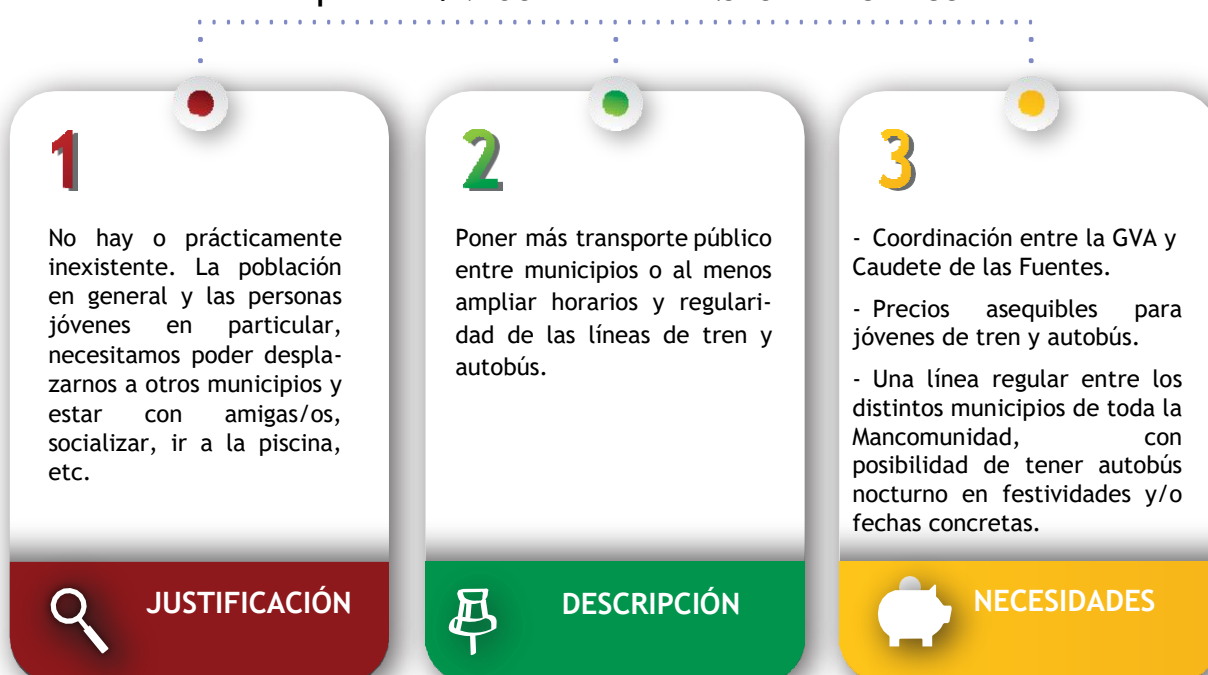 1
No hay o prácticamente
inexistente. La población
en general y las personas
jóvenes en particular,
necesitamos poder despla-
zarnos a otros municipios y
estar con amigas/os,
socializar, ir a la piscina,
etc.
JUSTIFICACIÓN
2
Poner más transporte público
entre municipios o al menos
ampliar horarios y regulari-
dad de las líneas de tren y
autobús.
DESCRIPCIÓN
3
- Coordinación entre la GVA y
Caudete de las Fuentes.
- Precios asequibles para
jóvenes de tren y autobús.
- Una línea regular entre los
distintos municipios de toda la
Mancomunidad, con
posibilidad de tener autobús
nocturno en festividades y/o
fechas concretas.
NECESIDADES